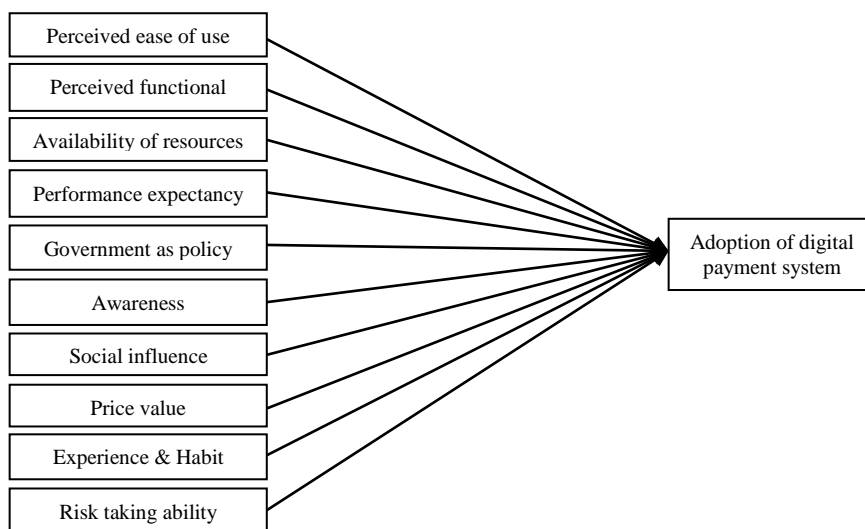 Perceived ease of use
Perceived functional
Availability of resources
Performance expectancy
Government as policy
Awareness
Social influence
Price value
Experience & Habit
Risk taking ability
Adoption of digital
payment system